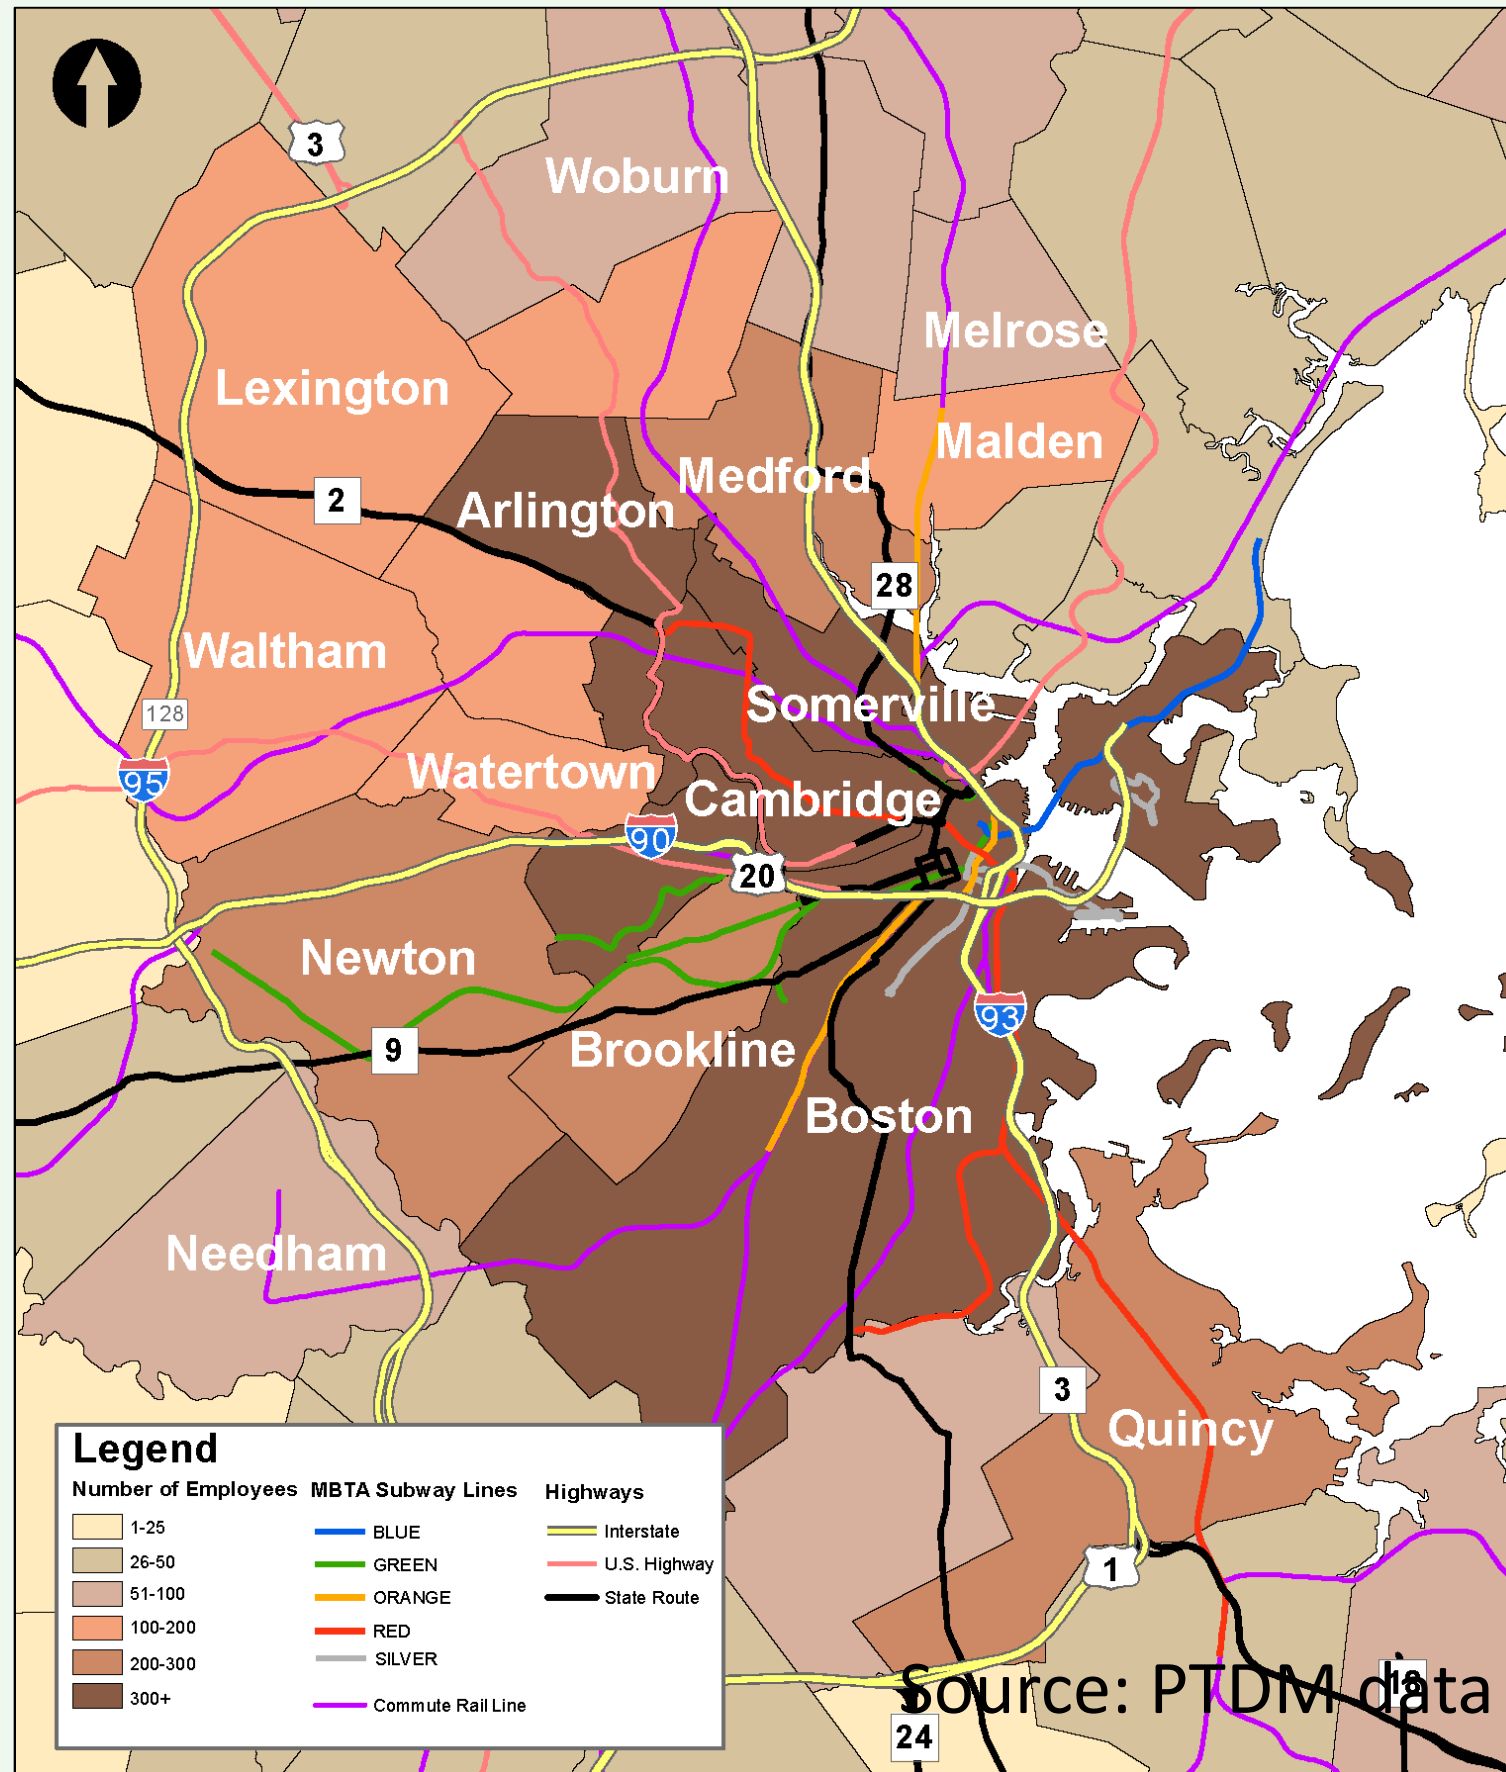 3
Woburn
Melrose
Lexington
Malden
Medford
2
Arlington
28
Waltham
128
Somerville
95
Watertown
Cambridge
90
20
Newton
93
9
Brookline
Boston
Needham
3
Quincy
1
Source: PTDM data
18
24
Legend
Number of Employees
1-25
26-50
51-100
100-200
200-300
300+
MBTA Subway Lines
BLUE
GREEN
ORANGE
RED
SILVER
Commute Rail Line
Highways
Interstate
U.S. Highway
State Route